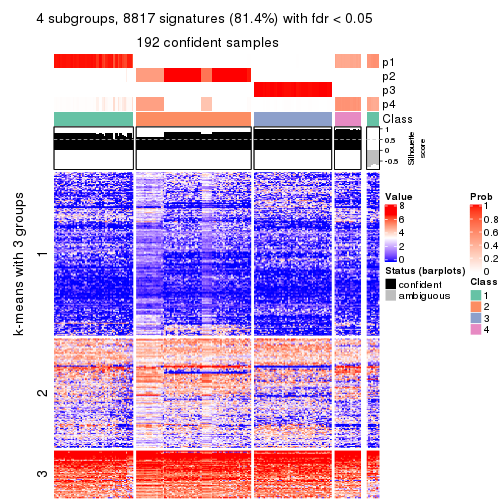 4 subgroups, 8817 signatures (81.4%) with fdr < 0.05
192 confident samples
p1
p2
p3
p4
Class
1
0.5
0
-0.5
Silhouette
score
k-means with 3 groups
1
2
3
Value
8
6
4
2
0
Status (barplots)
confident
ambiguous
Prob
1
0.8
0.6
0.4
0.2
0
Class
1
2
3
4